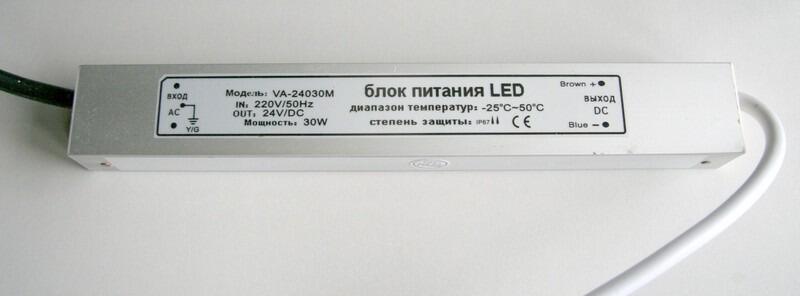 ВХОД
AC
Y/G
Модель: VA-24030M
IN: 220V/50Hz
OUT: 24V/DC
Мощность: 30W
блок питания LED
диапазон температур: -25°C~50°C
степень защиты: IP67 CE
Brown +
ВЫХОД
DC
Blue −